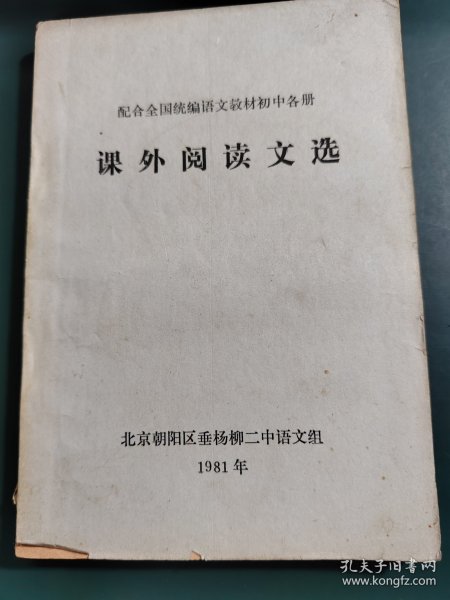 配合全国统编语文教材初中各册
课外阅读文选
北京朝阳区垂杨柳二中语文组
1981年
孔夫子旧书网
www.kongfz.com